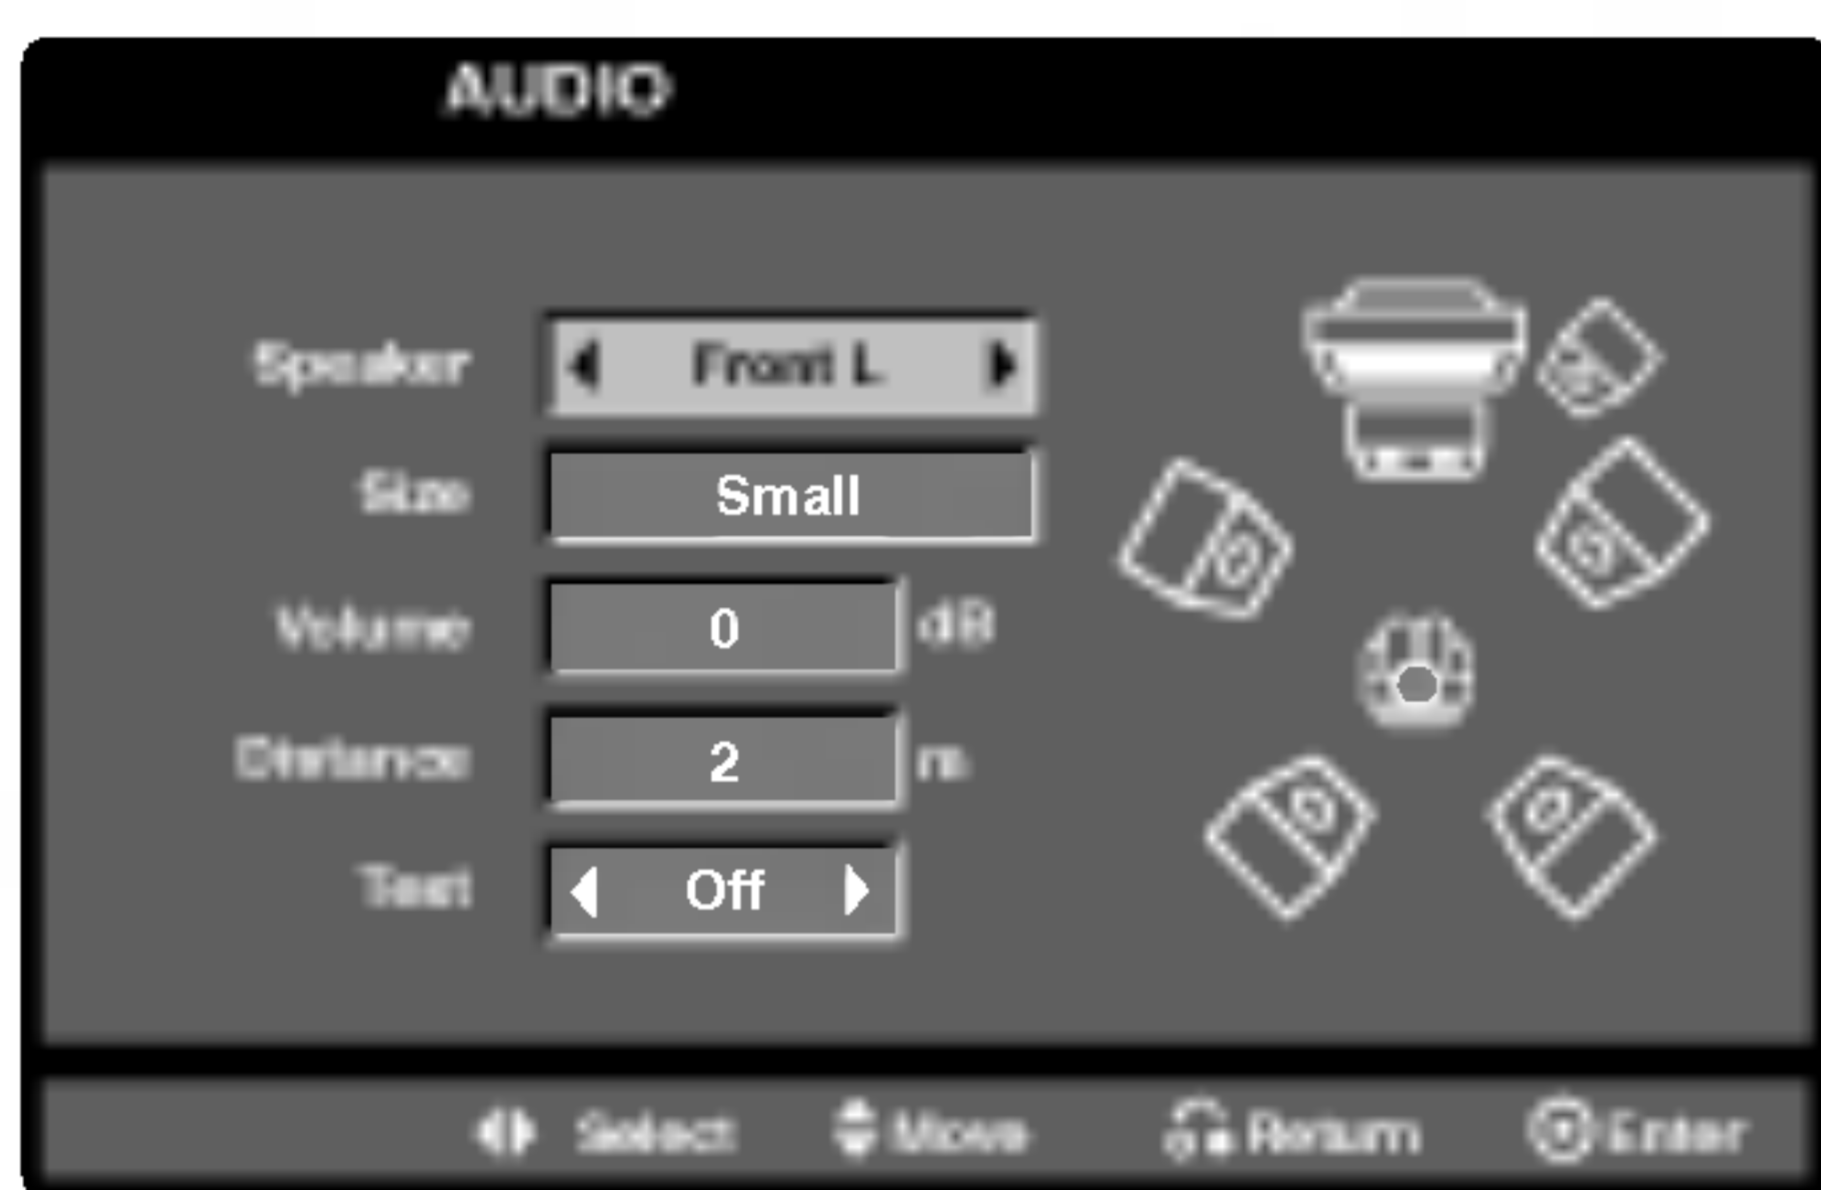 AUDIO
Speaker Front L
Size Small
Volume 0 dB
Distance 2 m
Test Off
Select Move Return Enter